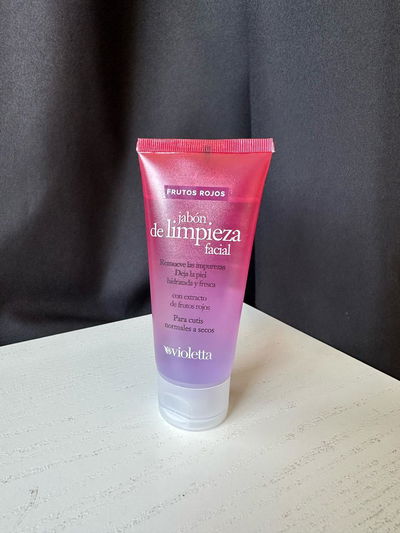 FRUTOS ROJOS
jabón
de limpieza
facial
Remueve las impurezas
Deja la piel
hidratada y fresca
con extracto
de frutos rojos
Para cutis
normales a secos
violetta